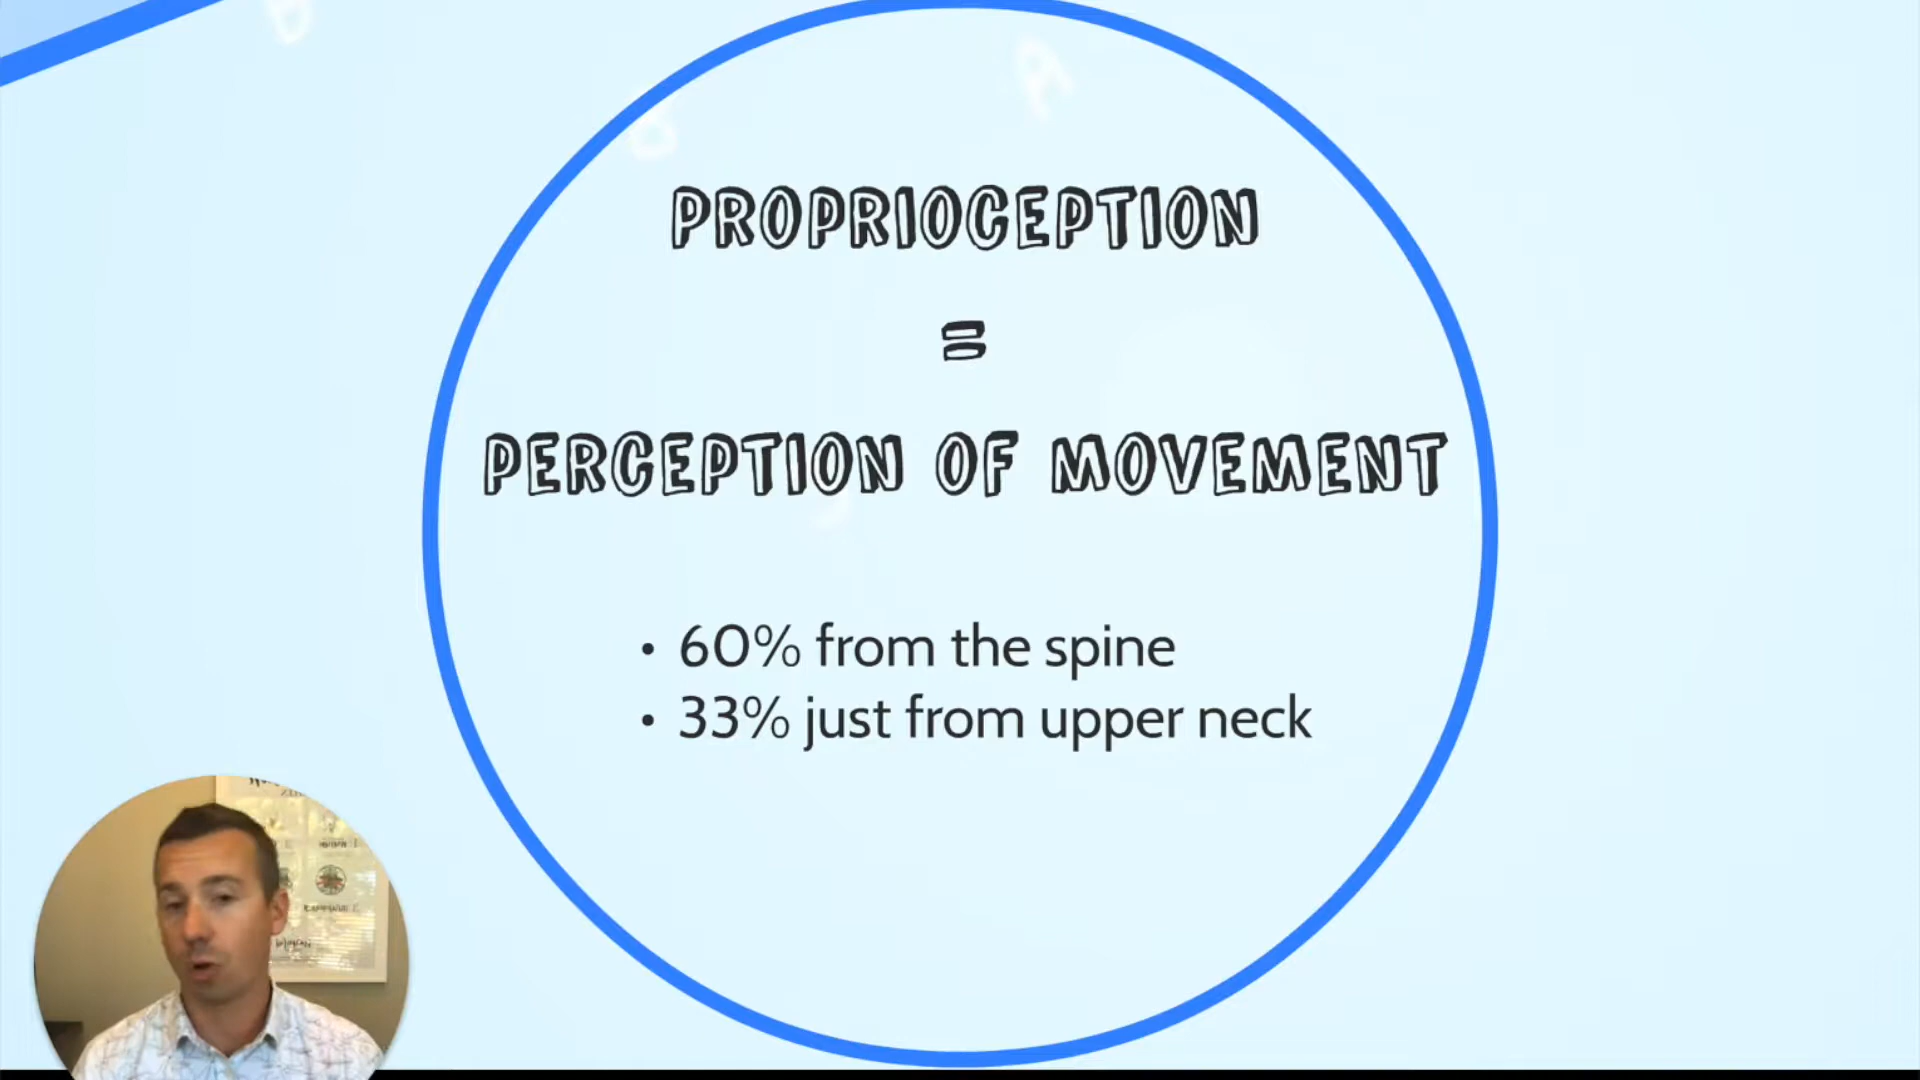 PROPRIOCEPTION
=
PERCEPTION OF MOVEMENT
• 60% from the spine
• 33% just from upper neck